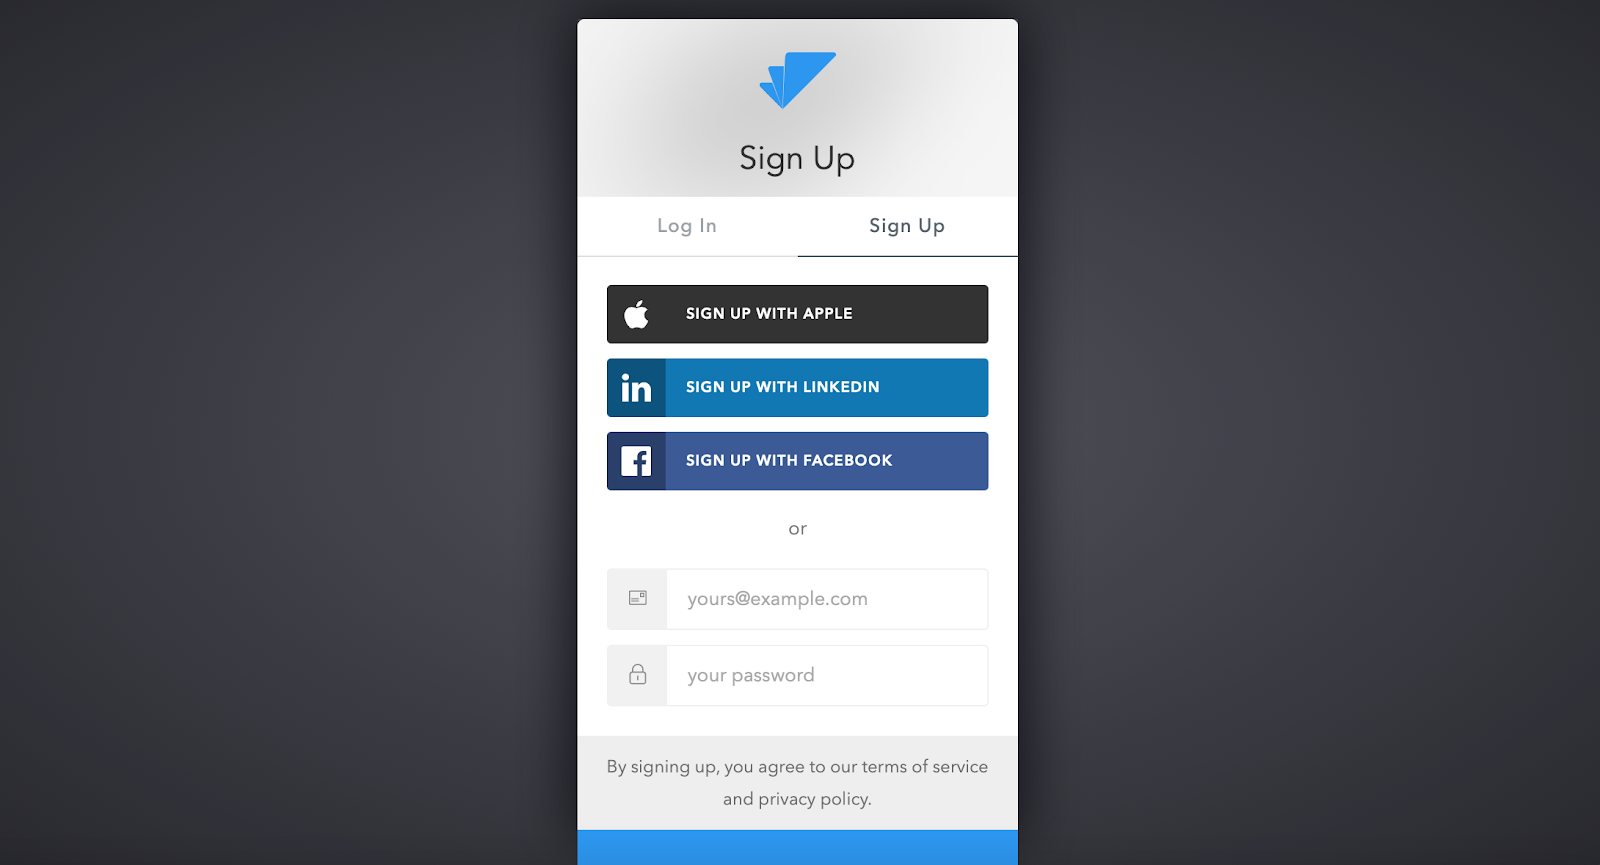 Sign Up
Log In
Sign Up
SIGN UP WITH APPLE
in SIGN UP WITH LINKEDIN
f SIGN UP WITH FACEBOOK
or
yours@example.com
your password
By signing up, you agree to our terms of service
and privacy policy.